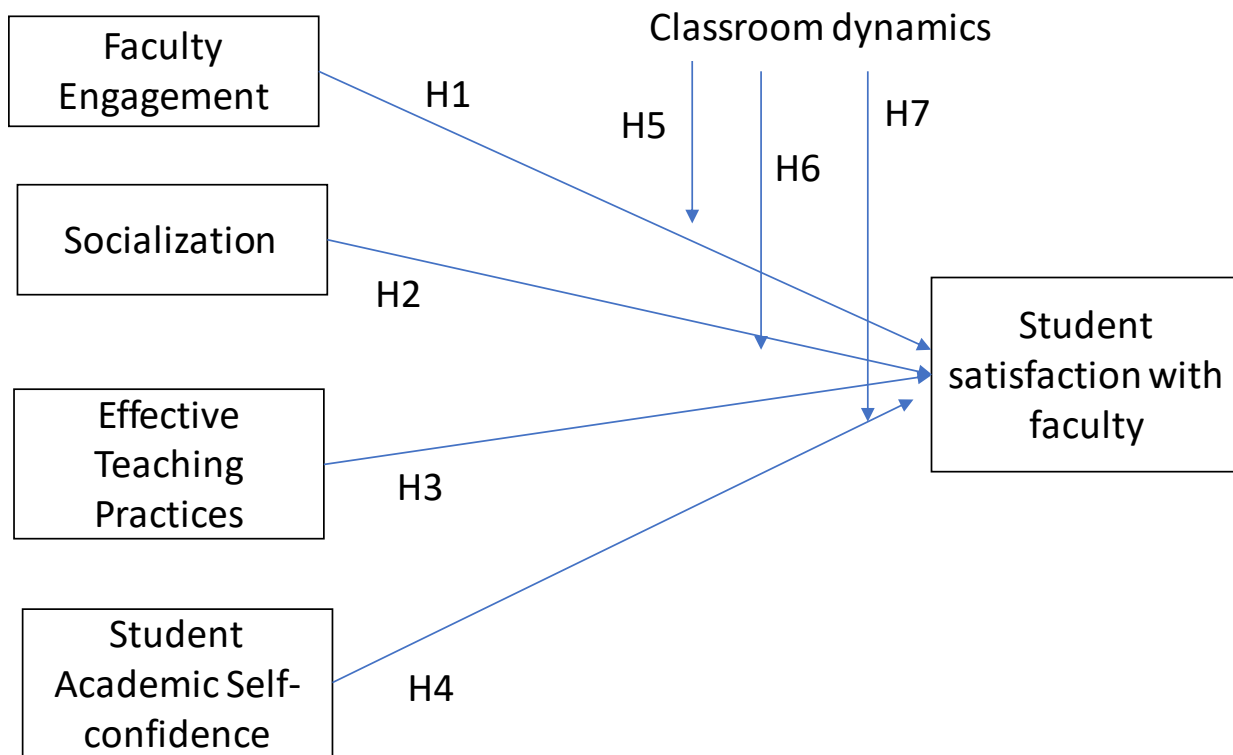 Faculty
Engagement
Classroom dynamics
H1
H5
H6
H7
Socialization
H2
Student
satisfaction with
faculty
Effective
Teaching
Practices
H3
Student
Academic Self-
confidence
H4